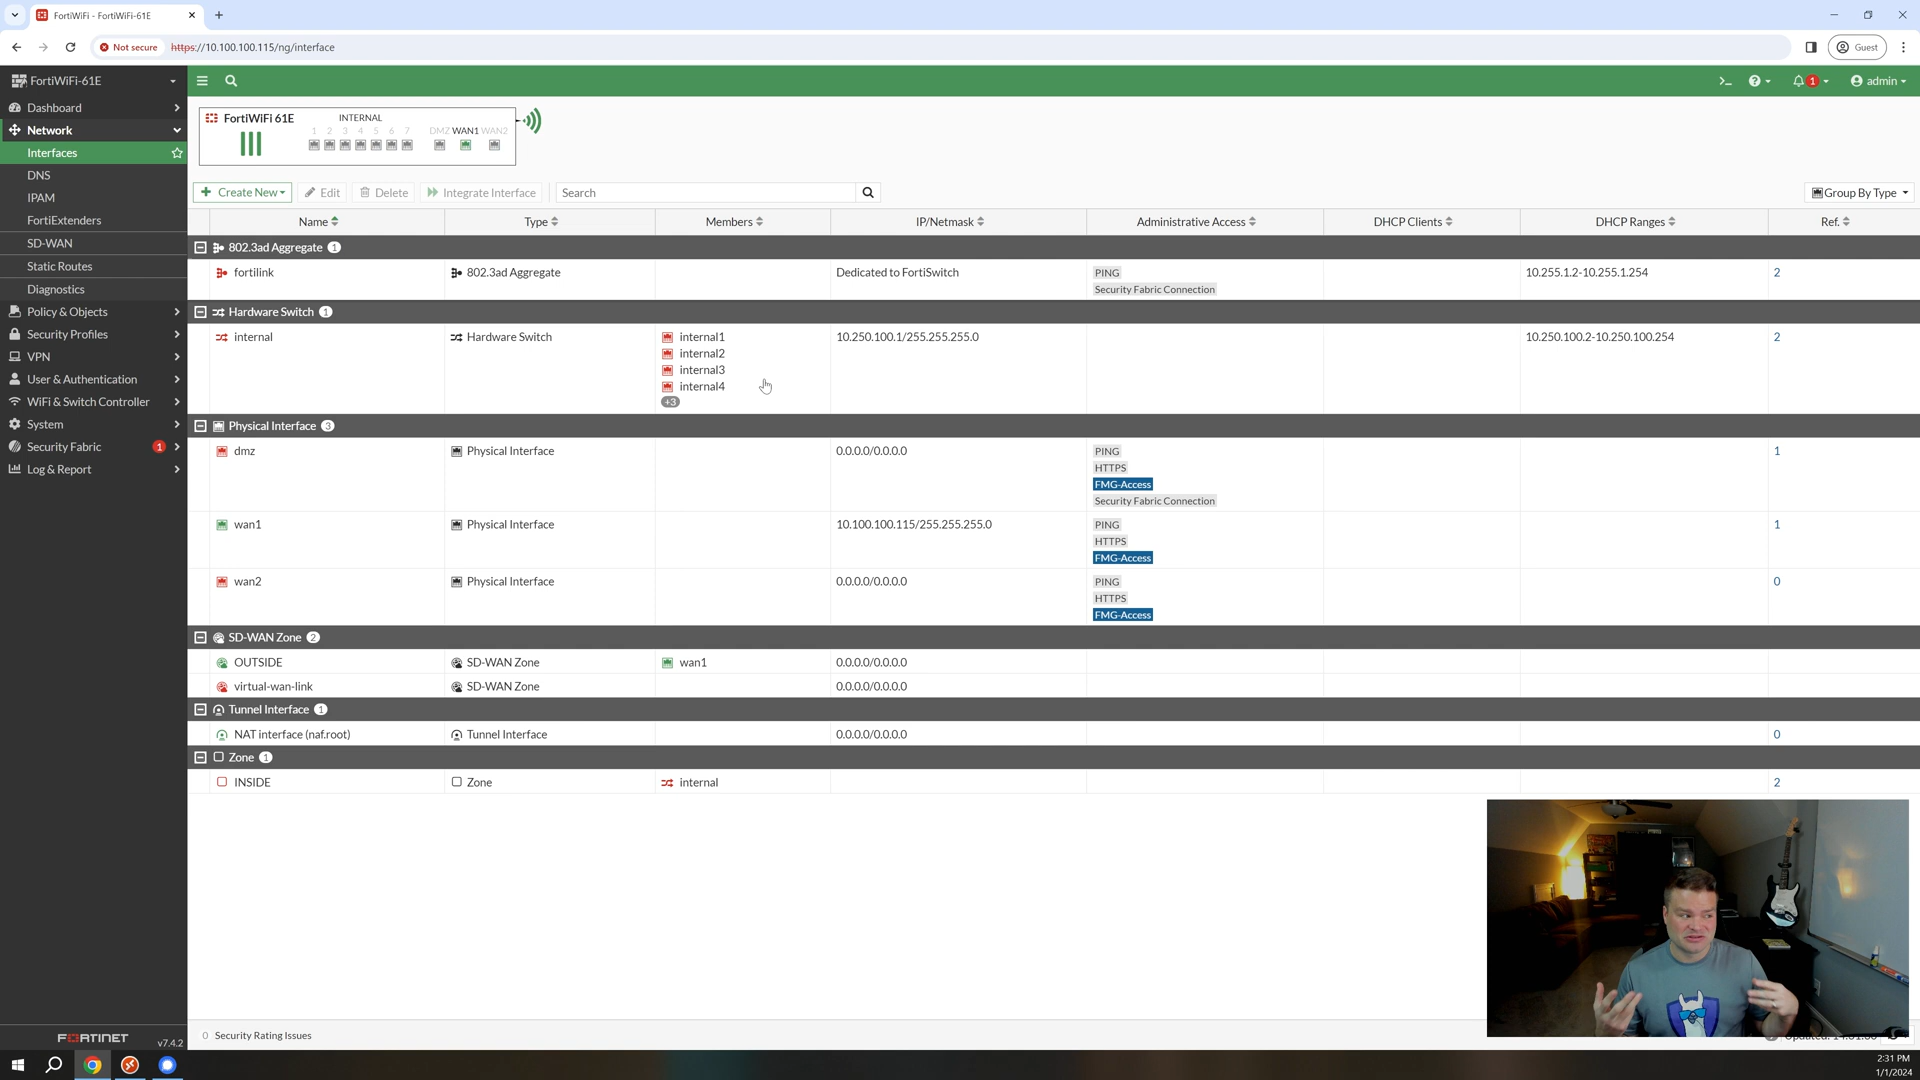 FortiWiFi - FortiWiFi-61E
Not secure
https://10.100.100.115/ng/interface
Guest
FortiWiFi-61E
admin
1
Dashboard
Network
Interfaces
DNS
IPAM
FortiExtenders
SD-WAN
Static Routes
Diagnostics
Policy & Objects
Security Profiles
VPN
User & Authentication
WiFi & Switch Controller
System
Security Fabric 1
Log & Report
FORTINET v7.4.2
FortiWiFi 61E INTERNAL
1 2 3 4 5 6 7 DMZ WAN1 WAN2
Create New Edit Delete Integrate Interface Search Group By Type
Name Type Members IP/Netmask Administrative Access DHCP Clients DHCP Ranges Ref.
802.3ad Aggregate 1
fortilink 802.3ad Aggregate Dedicated to FortiSwitch PING 10.255.1.2-10.255.1.254 2
Security Fabric Connection
Hardware Switch 1
internal Hardware Switch internal1 10.250.100.1/255.255.255.0 10.250.100.2-10.250.100.254 2
internal2
internal3
internal4
+3
Physical Interface 3
dmz Physical Interface 0.0.0.0/0.0.0.0 PING 1
HTTPS
FMG-Access
Security Fabric Connection
wan1 Physical Interface 10.100.100.115/255.255.255.0 PING 1
HTTPS
FMG-Access
wan2 Physical Interface 0.0.0.0/0.0.0.0 PING 0
HTTPS
FMG-Access
SD-WAN Zone 2
OUTSIDE SD-WAN Zone wan1 0.0.0.0/0.0.0.0
virtual-wan-link SD-WAN Zone 0.0.0.0/0.0.0.0
Tunnel Interface 1
NAT interface (naf.root) Tunnel Interface 0.0.0.0/0.0.0.0 0
Zone 1
INSIDE Zone internal 2
0 Security Rating Issues
2:31 PM
1/1/2024